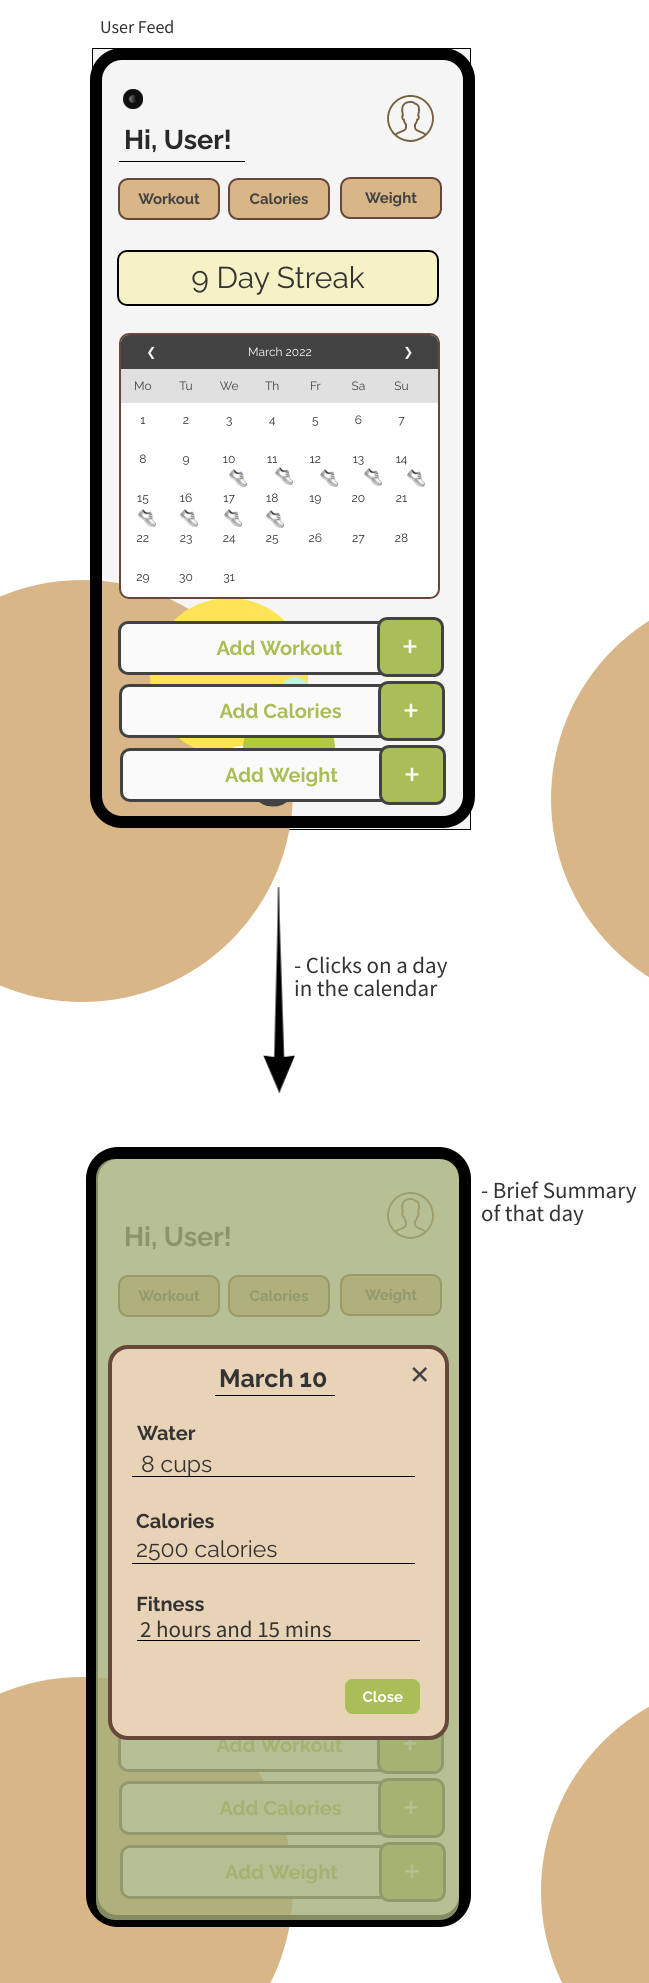 User Feed
Hi, User!
Workout Calories Weight
9 Day Streak
❮ March 2022 ❯
Mo Tu We Th Fr Sa Su
1 2 3 4 5 6 7
8 9 10 11 12 13 14
15 16 17 18 19 20 21
22 23 24 25 26 27 28
29 30 31
Add Workout +
Add Calories +
Add Weight +
- Clicks on a day
in the calendar
- Brief Summary
of that day
Hi, User!
Workout Calories Weight
March 10 ✕
Water
8 cups
Calories
2500 calories
Fitness
2 hours and 15 mins
Close
Add Workout +
Add Calories +
Add Weight +